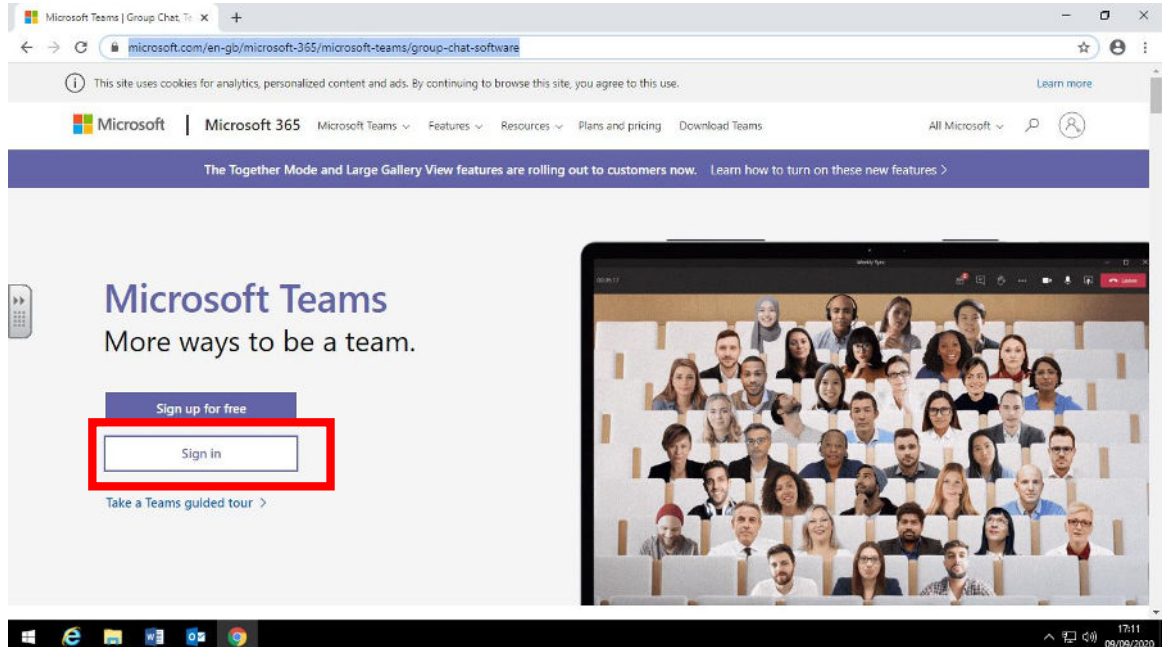 Microsoft Teams | Group Chat, Te
microsoft.com/en-gb/microsoft-365/microsoft-teams/group-chat-software
This site uses cookies for analytics, personalized content and ads. By continuing to browse this site, you agree to this use.
Learn more
Microsoft
Microsoft 365
Microsoft Teams
Features
Resources
Plans and pricing
Download Teams
All Microsoft
The Together Mode and Large Gallery View features are rolling out to customers now. Learn how to turn on these new features >
Weekly Sync
Leave
Microsoft Teams
More ways to be a team.
Sign up for free
Sign in
Take a Teams guided tour >
17:11
09/09/2020